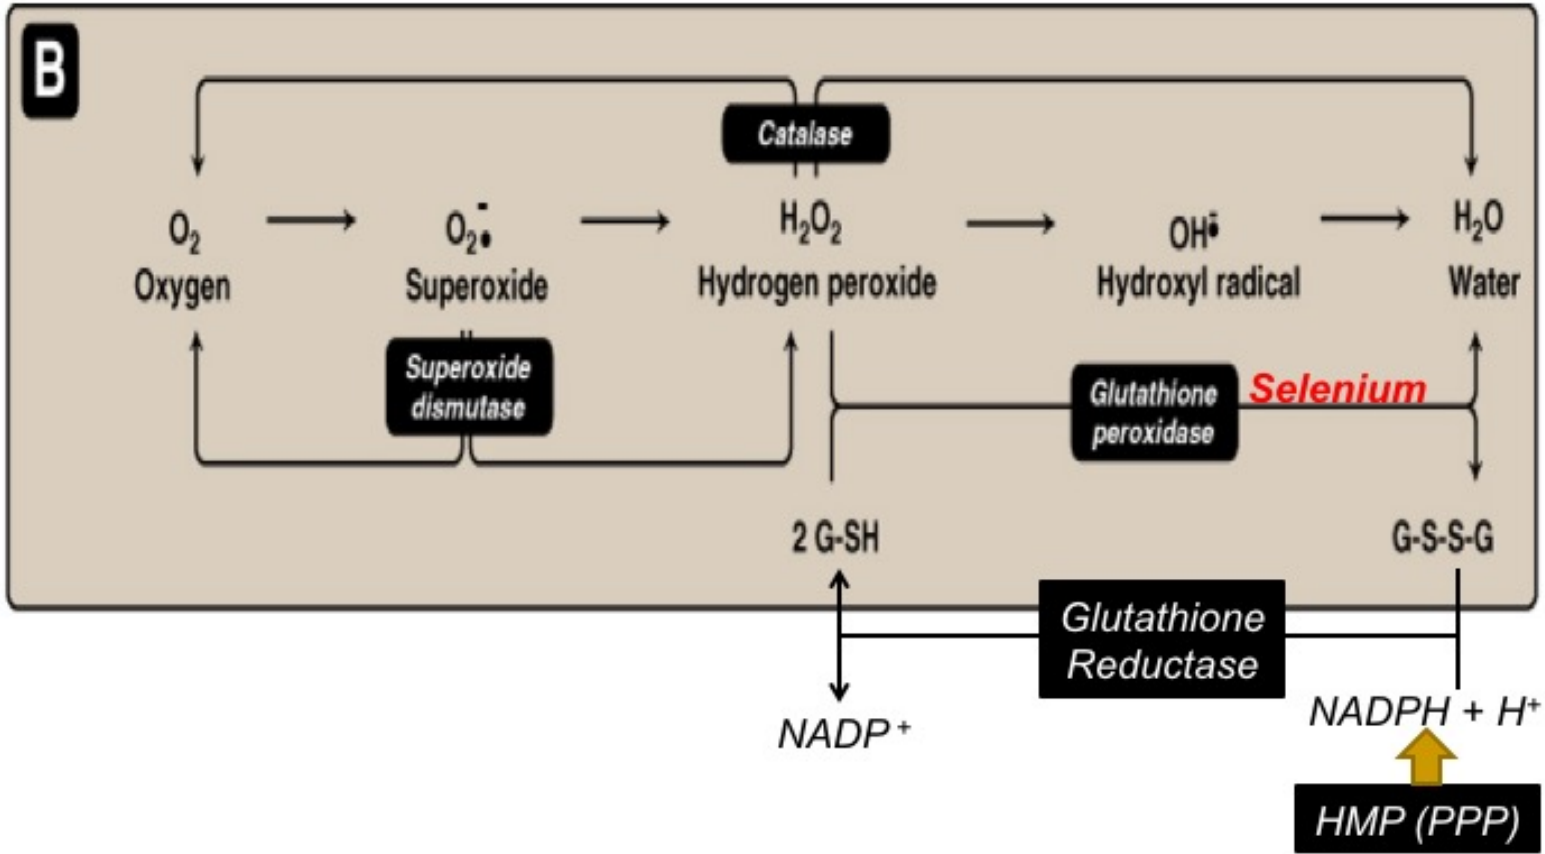 B
Catalase
O₂
O₂•⁻
H₂O₂
OH•⁻
H₂O
Oxygen
Superoxide
Hydrogen peroxide
Hydroxyl radical
Water
Superoxide
dismutase
Glutathione
peroxidase
Selenium
2 G-SH
G-S-S-G
Glutathione
Reductase
NADP⁺
NADPH + H⁺
HMP (PPP)